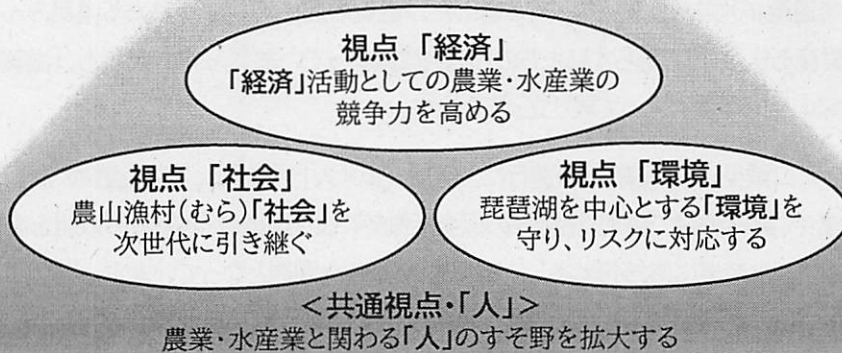 視点 「経済」
「経済」活動としての農業・水産業の
競争力を高める
視点 「社会」
農山漁村(むら)「社会」を
次世代に引き継ぐ
視点 「環境」
琵琶湖を中心とする「環境」を
守り、リスクに対応する
<共通視点・「人」>
農業・水産業と関わる「人」のすそ野を拡大する